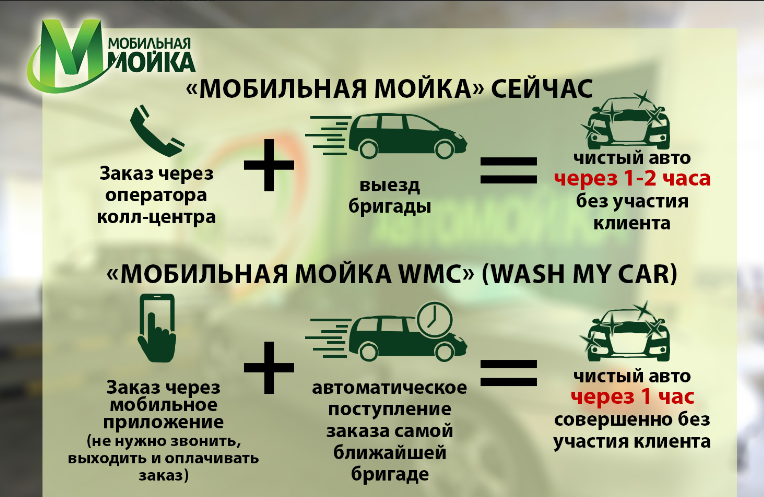 МОБИЛЬНАЯ
МОЙКА
«МОБИЛЬНАЯ МОЙКА» СЕЙЧАС
Заказ через
оператора
колл-центра
выезд
бригады
чистый авто
через 1-2 часа
без участия
клиента
«МОБИЛЬНАЯ МОЙКА WMC» (WASH MY CAR)
Заказ через
мобильное
приложение
(не нужно звонить,
выходить и оплачивать
заказ)
автоматическое
поступление
заказа самой
ближайшей
бригаде
чистый авто
через 1 час
совершенно без
участия клиента